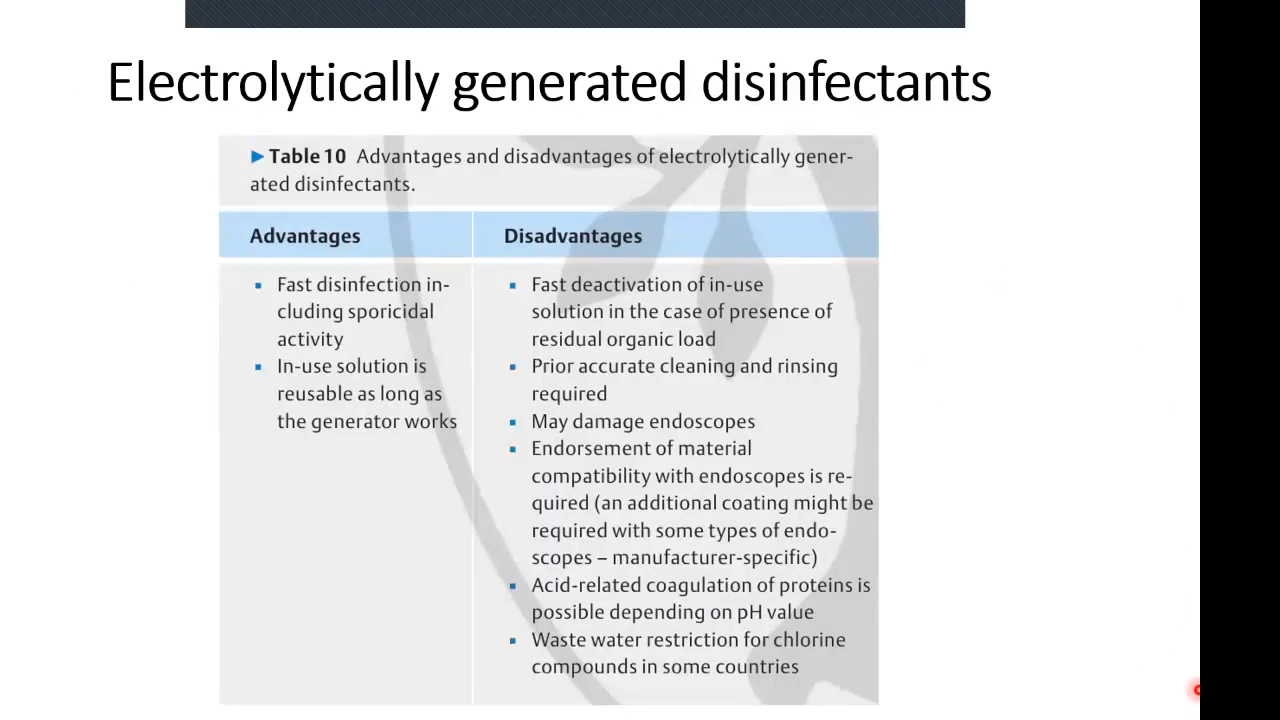 Electrolytically generated disinfectants
▶ Table 10 Advantages and disadvantages of electrolytically gener-
ated disinfectants.
Advantages
▪ Fast disinfection in-
cluding sporicidal
activity
▪ In-use solution is
reusable as long as
the generator works
Disadvantages
▪ Fast deactivation of in-use
solution in the case of presence of
residual organic load
▪ Prior accurate cleaning and rinsing
required
▪ May damage endoscopes
▪ Endorsement of material
compatibility with endoscopes is re-
quired (an additional coating might be
required with some types of endo-
scopes – manufacturer-specific)
▪ Acid-related coagulation of proteins is
possible depending on pH value
▪ Waste water restriction for chlorine
compounds in some countries